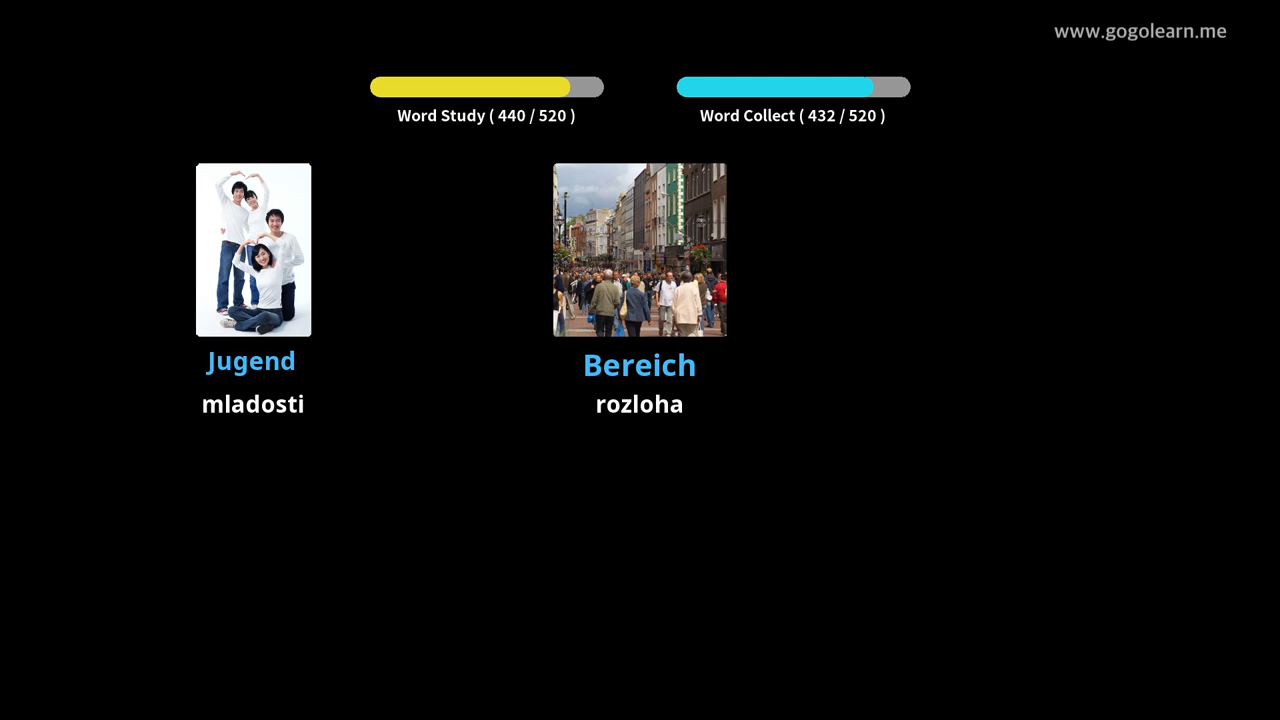 www.gogolearn.me
Word Study ( 440 / 520 )
Word Collect ( 432 / 520 )
Jugend
mladosti
Bereich
rozloha